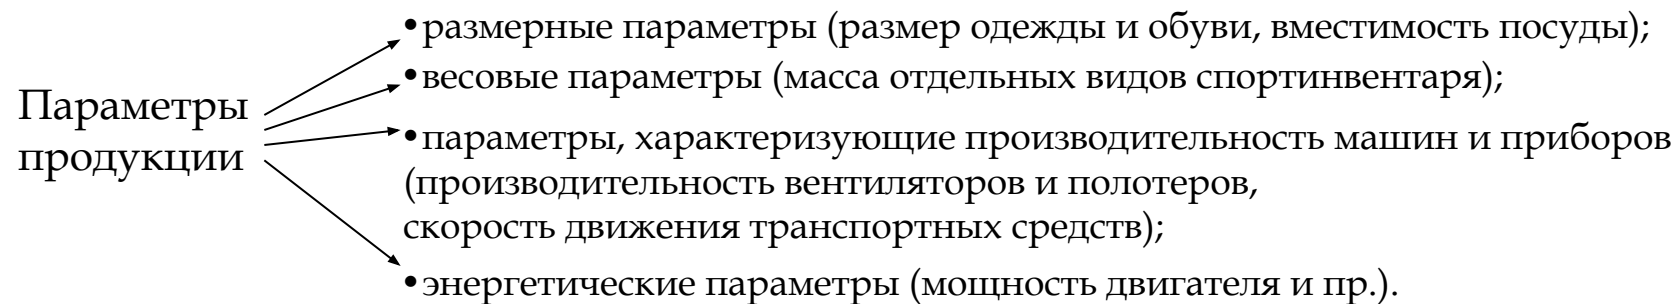 •размерные параметры (размер одежды и обуви, вместимость посуды);
•весовые параметры (масса отдельных видов спортинвентаря);
Параметры
продукции
•параметры, характеризующие производительность машин и приборов
(производительность вентиляторов и полотеров,
скорость движения транспортных средств);
•энергетические параметры (мощность двигателя и пр.).